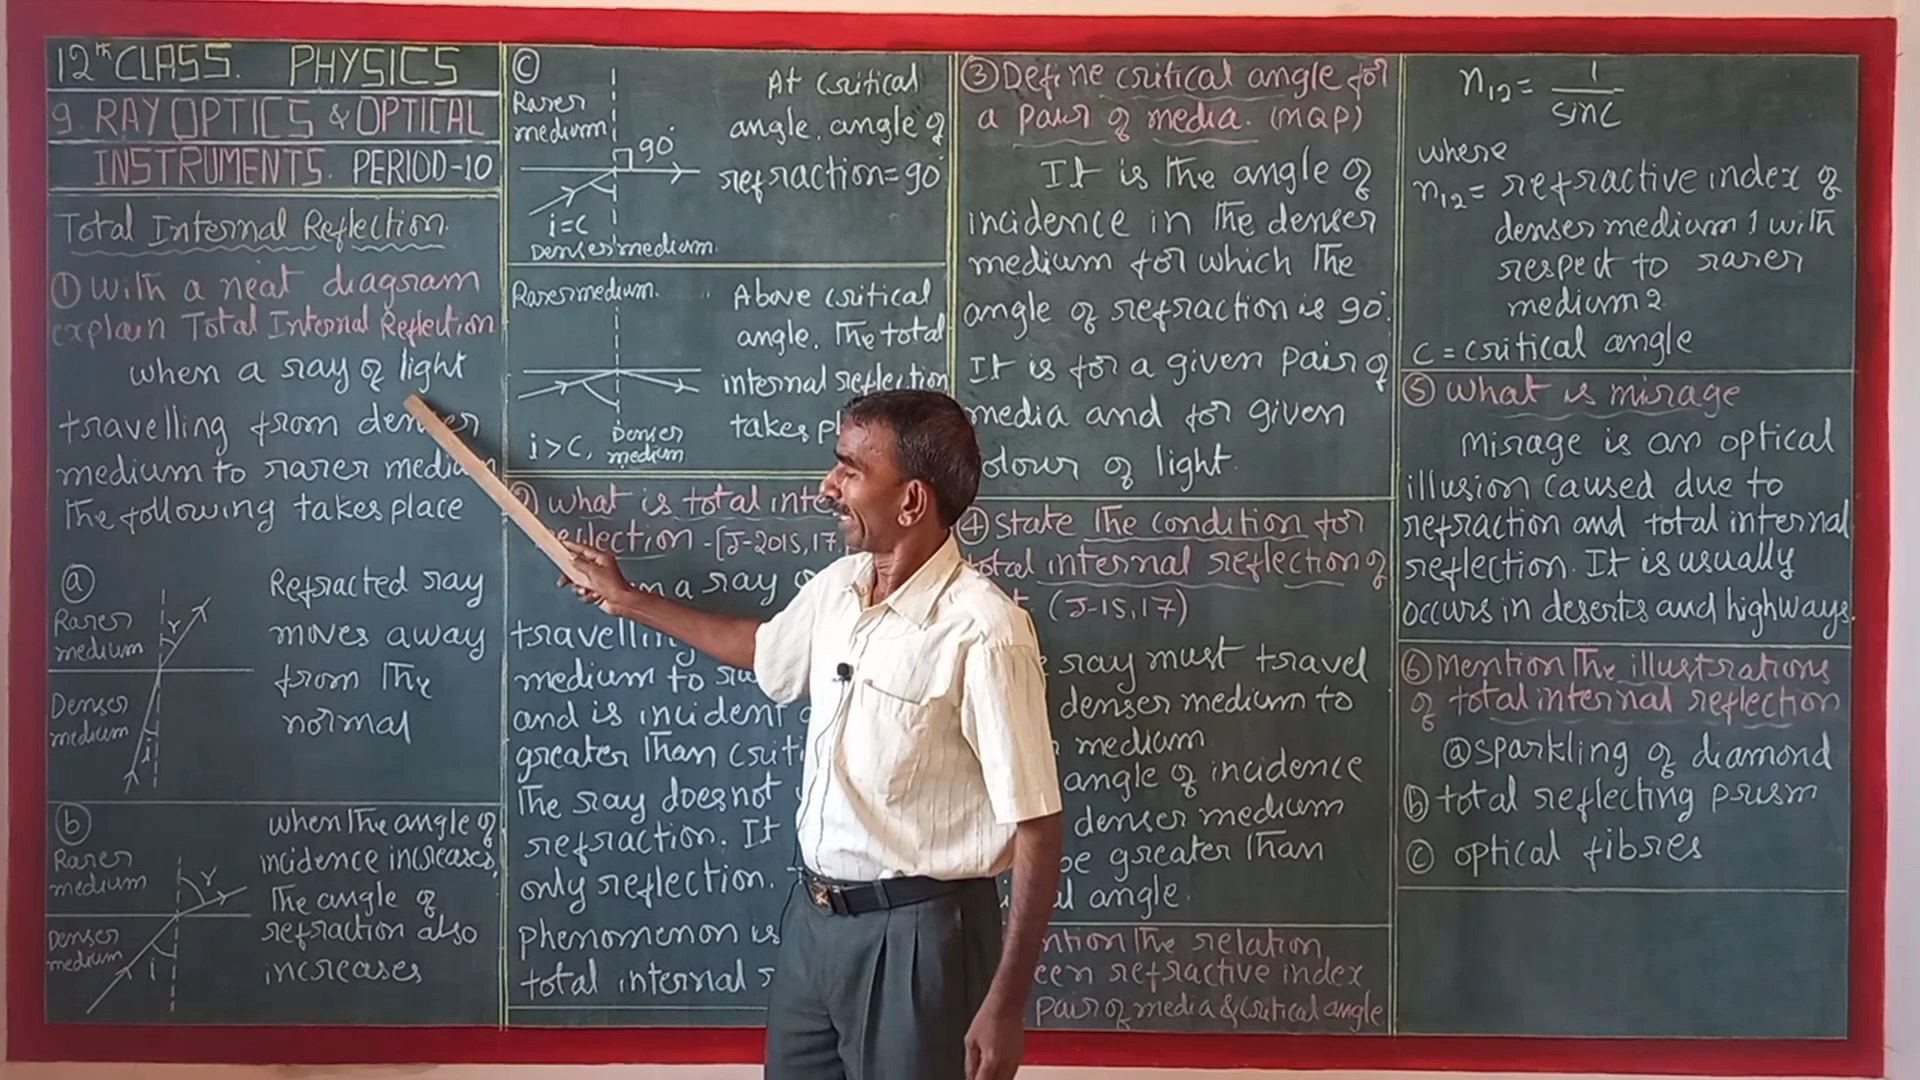 12th CLASS. PHYSICS
9. RAY OPTICS & OPTICAL
INSTRUMENTS. PERIOD-10
Total Internal Reflection.
① With a neat diagram
explain Total Internal Reflection
when a ray of light
travelling from denser
medium to rarer medium
the following takes place
ⓐ
Rarer
medium
r
Denser
medium
i
Refracted ray
moves away
from the
normal
ⓑ
Rarer
medium
r
Denser
medium
i
when the angle of
incidence increases,
the angle of
refraction also
increases
ⓒ
Rarer
medium
90°
i=c
Denser medium.
At critical
angle, angle of
refraction=90°
Rarer medium.
i>c, Denser
medium
Above critical
angle, the total
internal reflection
takes
② what is total
reflection -[J-2015,17,
a ray
travelling
medium to
and is incident
greater than
The ray does not
refraction. It
only reflection.
phenomenon is
total internal
③ Define critical angle for
a pair of media. (MQP)
It is the angle of
incidence in the denser
medium for which the
angle of refraction is 90°.
It is for a given pair of
media and for given
colour of light.
④ State the condition for
total internal reflection of
(J-15,17)
ray must travel
denser medium to
medium
angle of incidence
denser medium
be greater than
angle.
the relation
refractive index
pair of media & critical angle
n₁₂ = 1/sinc
where
n₁₂ = refractive index of
denser medium 1 with
respect to rarer
medium 2
C = critical angle
⑤ What is mirage
Mirage is an optical
illusion caused due to
refraction and total internal
reflection. It is usually
occurs in deserts and highways.
⑥ Mention the illustrations
of total internal reflection
ⓐ sparkling of diamond
ⓑ total reflecting prism
ⓒ optical fibres